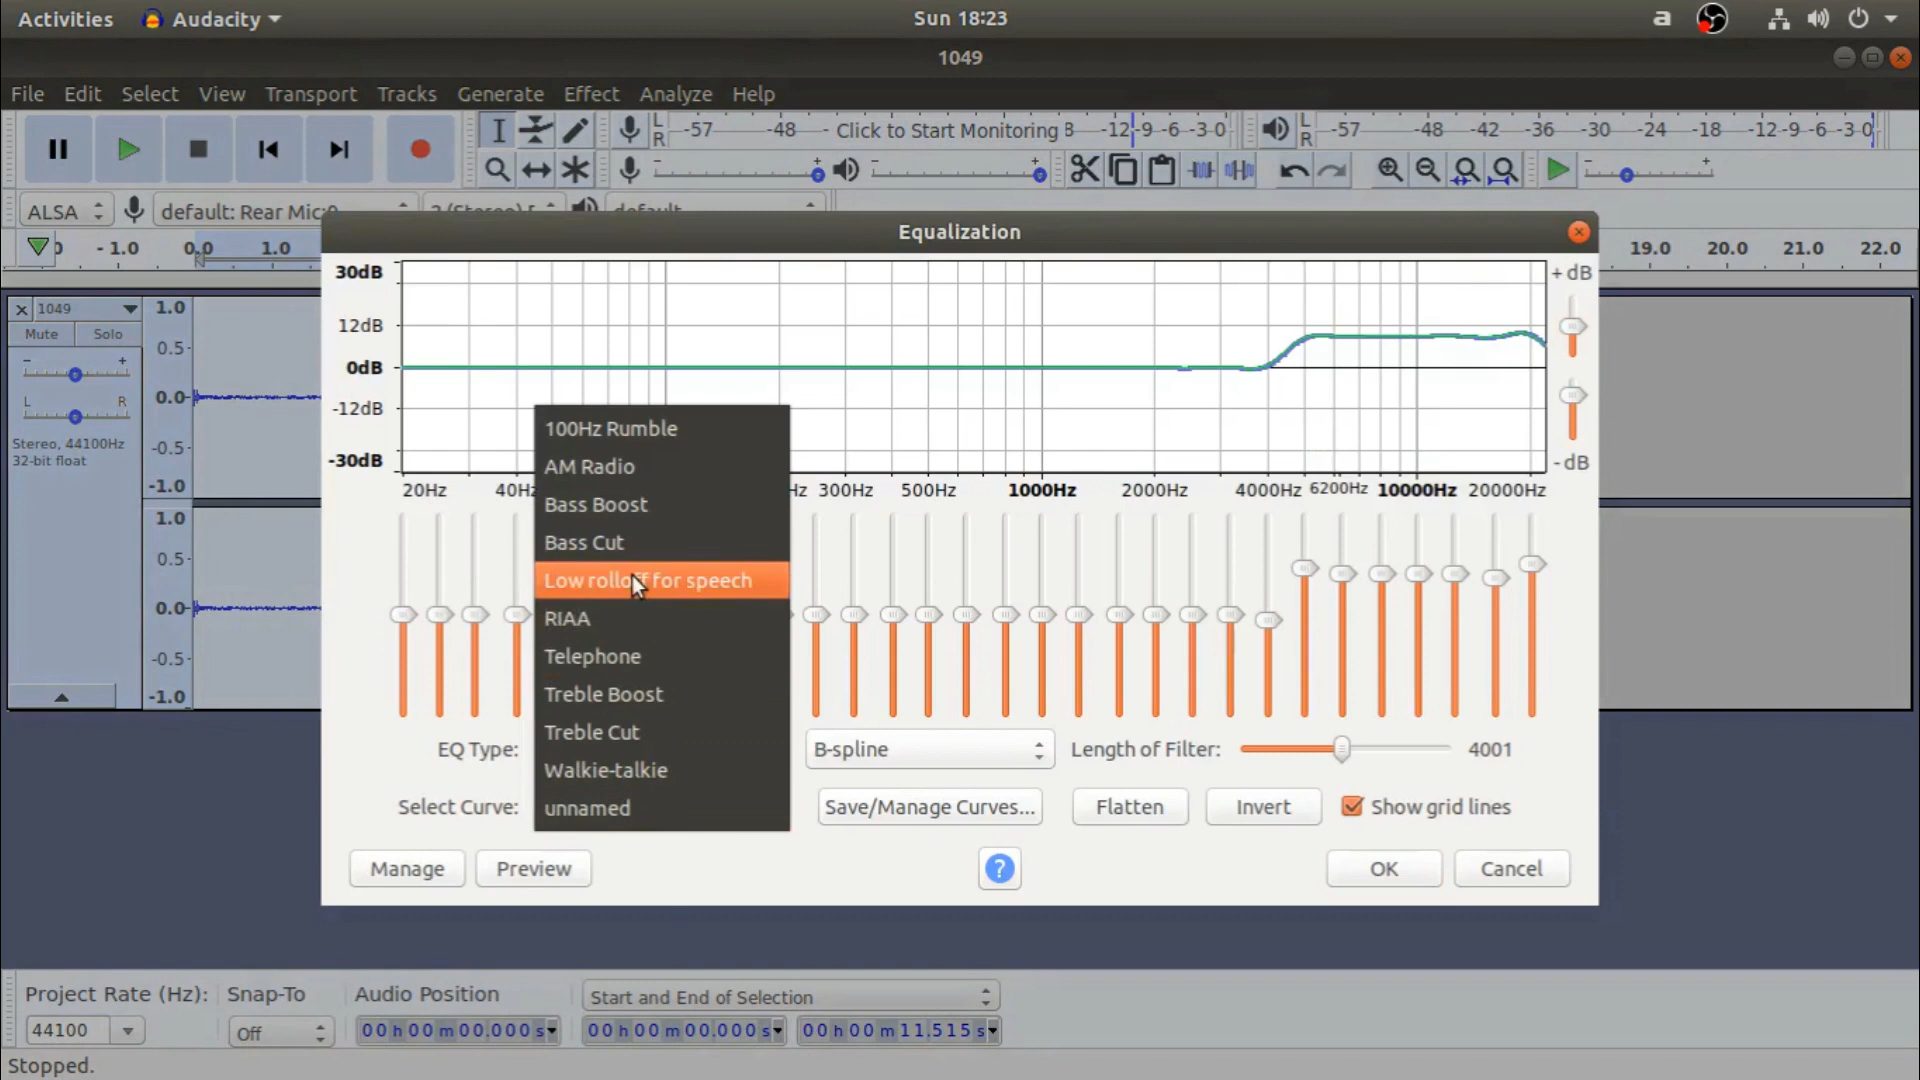 Activities Audacity Sun 18:23 a
1049
File Edit Select View Transport Tracks Generate Effect Analyze Help
L R -57 -48 - Click to Start Monitoring 8 -12 -9 -6 -3 0 L R -57 -48 -42 -36 -30 -24 -18 -12 -9 -6 -3 0
- + - + - +
ALSA default: Rear Mic:0 2 (Stereo) default
- 1.0 0.0 1.0 19.0 20.0 21.0 22.0
Equalization
1049
Mute Solo
- +
L R
Stereo, 44100Hz
32-bit float
1.0
0.5
0.0
-0.5
-1.0
1.0
0.5
0.0
-0.5
-1.0
30dB
12dB
0dB
-12dB
-30dB
+ dB
- dB
20Hz 40Hz Hz 300Hz 500Hz 1000Hz 2000Hz 4000Hz 6200Hz 10000Hz 20000Hz
100Hz Rumble
AM Radio
Bass Boost
Bass Cut
Low rolloff for speech
RIAA
Telephone
Treble Boost
Treble Cut
Walkie-talkie
unnamed
EQ Type: B-spline Length of Filter: 4001
Select Curve: Save/Manage Curves... Flatten Invert Show grid lines
Manage Preview ? OK Cancel
Project Rate (Hz): Snap-To Audio Position Start and End of Selection
44100 Off 00 h 00 m 00.000 s 00 h 00 m 00.000 s 00 h 00 m 11.515 s
Stopped.